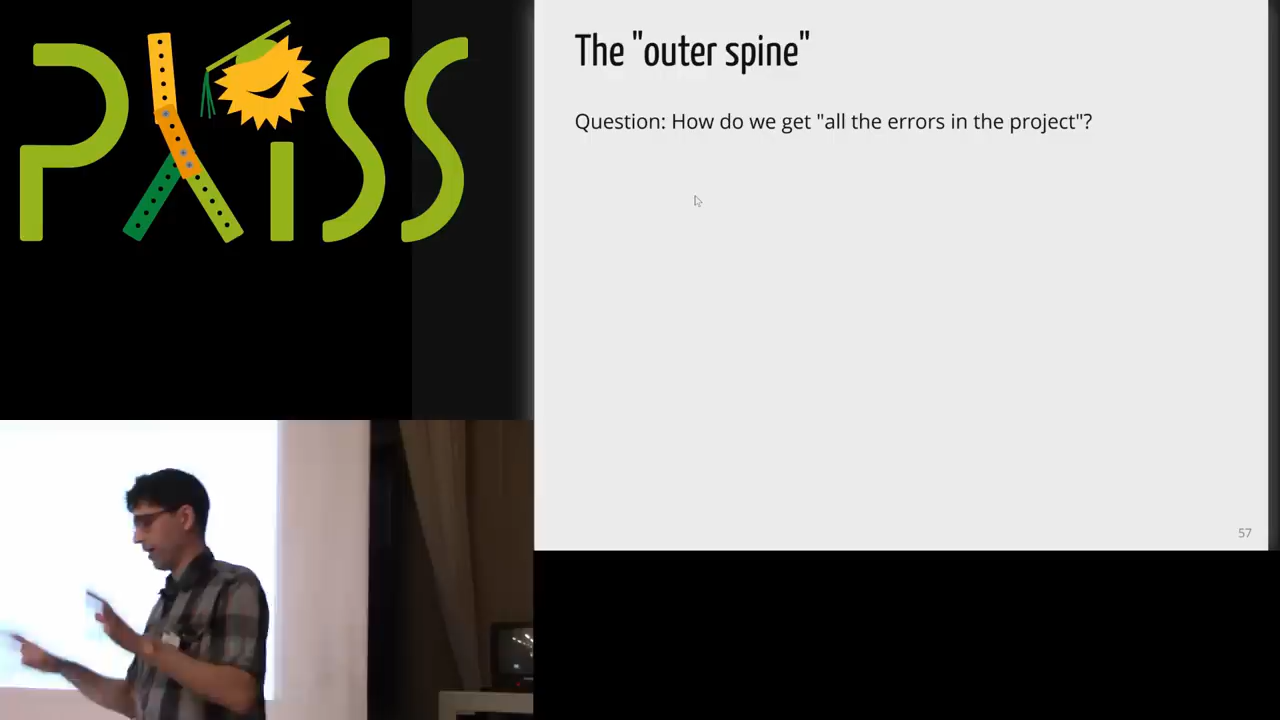 PLISS
The "outer spine"
Question: How do we get "all the errors in the project"?
57